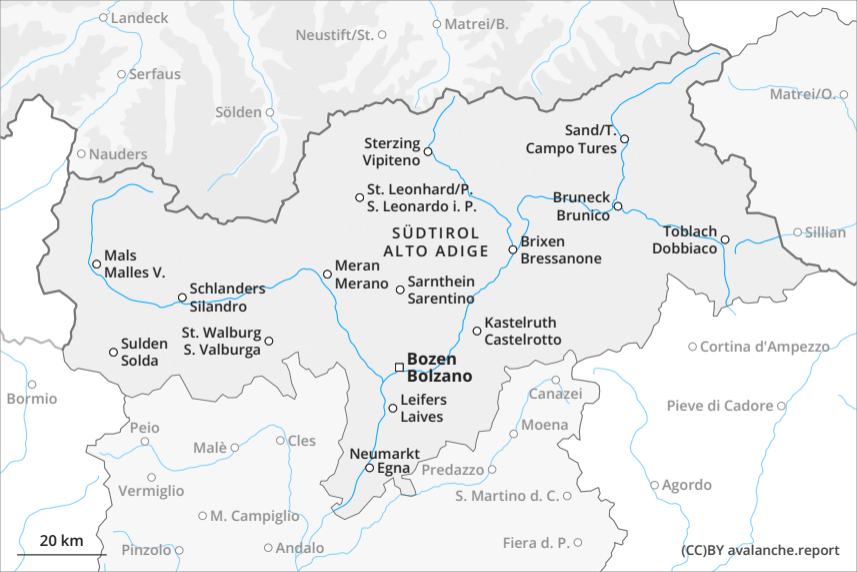 Landeck
Matrei/B.
Neustift/St.
Serfaus
Matrei/O.
Sölden
Sand/T.
Campo Tures
Sterzing
Vipiteno
Nauders
St. Leonhard/P.
S. Leonardo i. P.
Bruneck
Brunico
SÜDTIROL
ALTO ADIGE
Toblach
Dobbiaco
Sillian
Brixen
Bressanone
Mals
Malles V.
Meran
Merano
Sarnthein
Sarentino
Schlanders
Silandro
Kastelruth
Castelrotto
St. Walburg
S. Valburga
Sulden
Solda
Cortina d'Ampezzo
Bozen
Bolzano
Bormio
Canazei
Leifers
Laives
Pieve di Cadore
Peio
Moena
Cles
Malè
Neumarkt
Egna
Predazzo
Vermiglio
Agordo
S. Martino d. C.
M. Campiglio
20 km
Pinzolo
Andalo
Fiera d. P.
(CC)BY avalanche.report